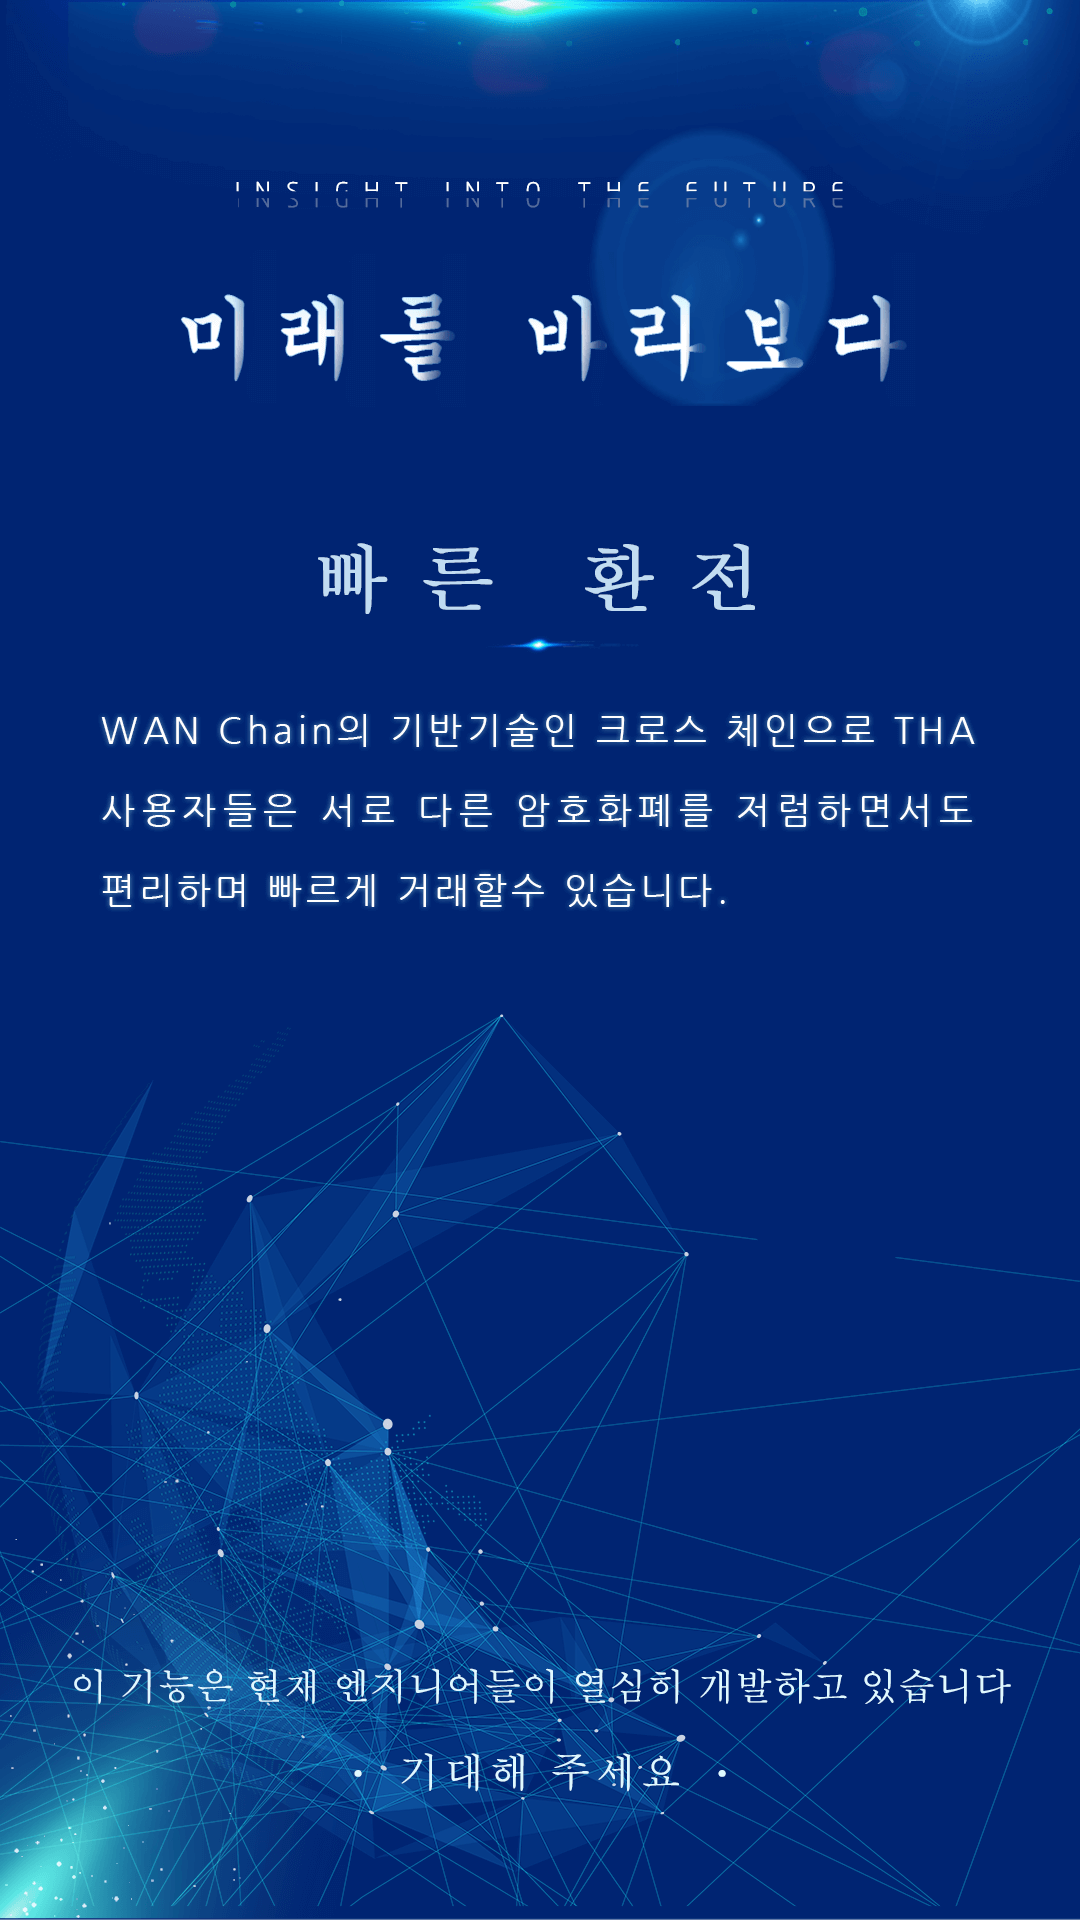 INSIGHT INTO THE FUTURE
미래를 바리보다
빠른 환전
WAN Chain의 기반기술인 크로스 체인으로 THA
사용자들은 서로 다른 암호화폐를 저럼하면서도
편리하며 빠르게 거래할수 있습니다.
이 기능은 현재 엔지니어들이 열심히 개발하고 있습니다
• 기대해 주세요 •